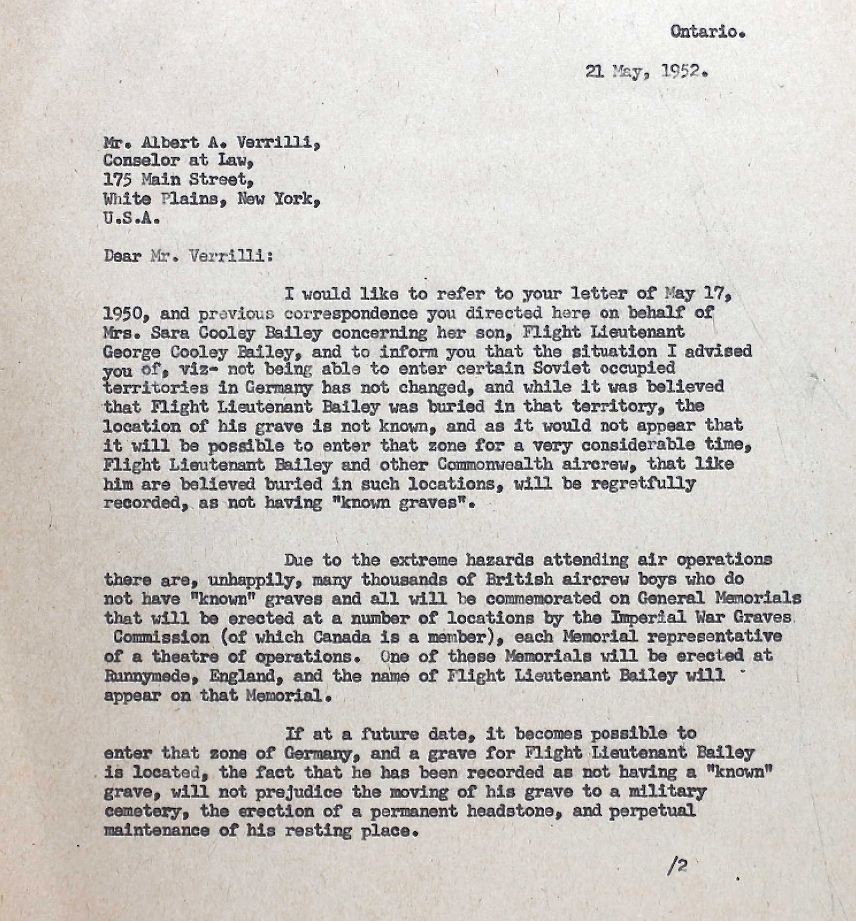 Ontario.
21 May, 1952.
Mr. Albert A. Verrilli,
Conselor at Law,
175 Main Street,
White Plains, New York,
U.S.A.
Dear Mr. Verrilli:
I would like to refer to your letter of May 17,
1950, and previous correspondence you directed here on behalf of
Mrs. Sara Cooley Bailey concerning her son, Flight Lieutenant
George Cooley Bailey, and to inform you that the situation I advised
you of, viz- not being able to enter certain Soviet occupied
territories in Germany has not changed, and while it was believed
that Flight Lieutenant Bailey was buried in that territory, the
location of his grave is not known, and as it would not appear that
it will be possible to enter that zone for a very considerable time,
Flight Lieutenant Bailey and other Commonwealth aircrew, that like
him are believed buried in such locations, will be regretfully
recorded, as not having "known graves".
Due to the extreme hazards attending air operations
there are, unhappily, many thousands of British aircrew boys who do
not have "known" graves and all will be commemorated on General Memorials
that will be erected at a number of locations by the Imperial War Graves
Commission (of which Canada is a member), each Memorial representative
of a theatre of operations. One of these Memorials will be erected at
Runnymede, England, and the name of Flight Lieutenant Bailey will
appear on that Memorial.
If at a future date, it becomes possible to
enter that zone of Germany, and a grave for Flight Lieutenant Bailey
is located, the fact that he has been recorded as not having a "known"
grave, will not prejudice the moving of his grave to a military
cemetery, the erection of a permanent headstone, and perpetual
maintenance of his resting place.
/2